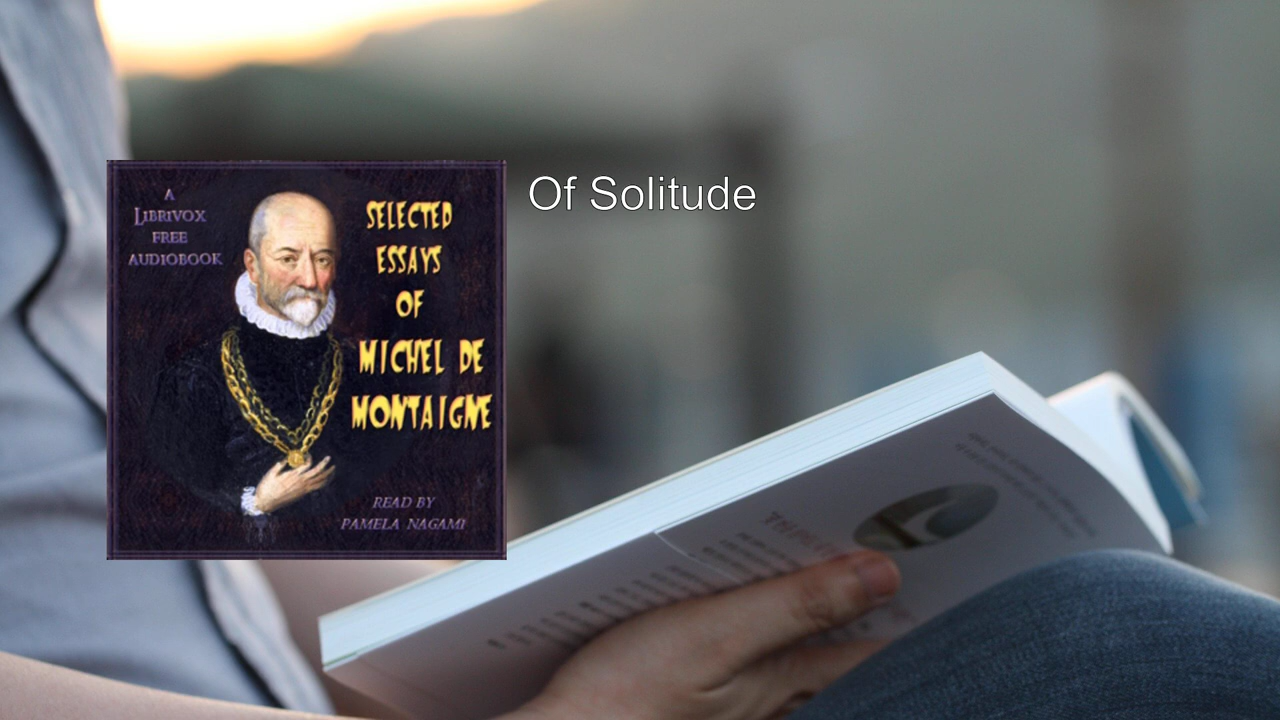 A
LIBRIVOX
FREE
AUDIOBOOK
SELECTED
ESSAYS
OF
MICHEL DE
MONTAIGNE
READ BY
PAMELA NAGAMI
Of Solitude